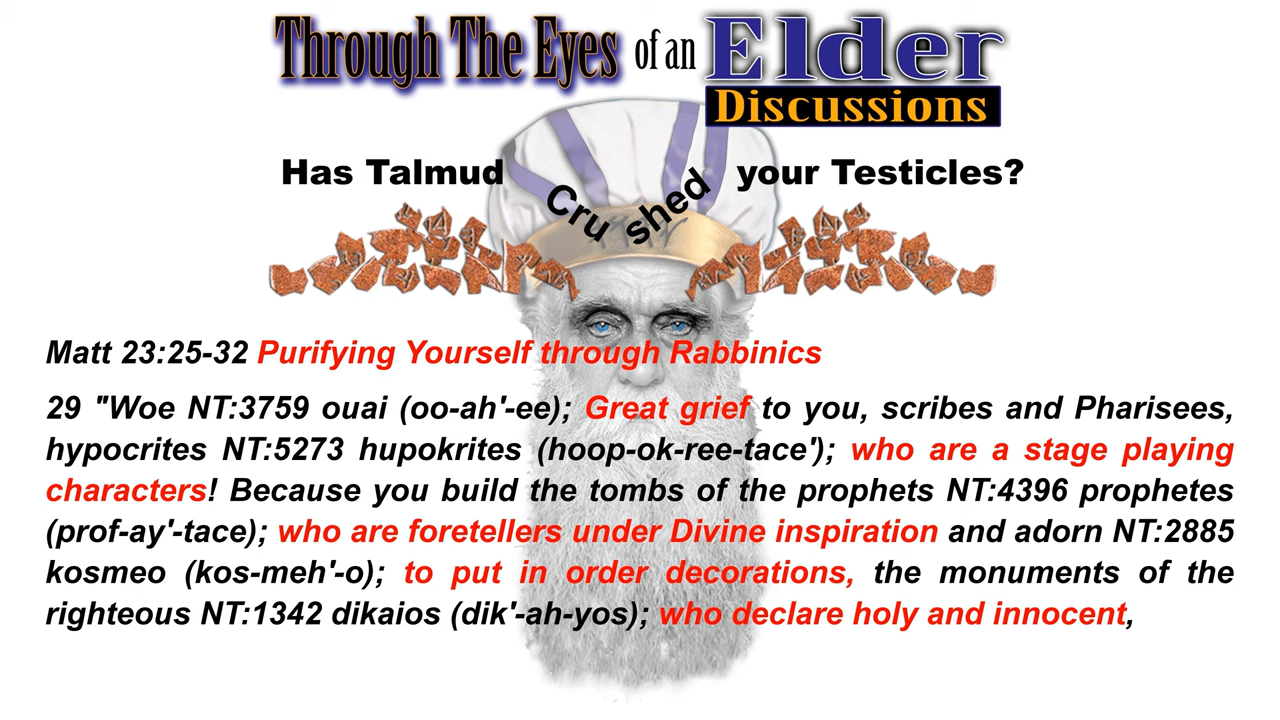 Through The Eyes of an Elder
Discussions
Has Talmud Crushed your Testicles?
Matt 23:25-32 Purifying Yourself through Rabbinics
29 "Woe NT:3759 ouai (oo-ah'-ee); Great grief to you, scribes and Pharisees,
hypocrites NT:5273 hupokrites (hoop-ok-ree-tace'); who are a stage playing
characters! Because you build the tombs of the prophets NT:4396 prophetes
(prof-ay'-tace); who are foretellers under Divine inspiration and adorn NT:2885
kosmeo (kos-meh'-o); to put in order decorations, the monuments of the
righteous NT:1342 dikaios (dik'-ah-yos); who declare holy and innocent,